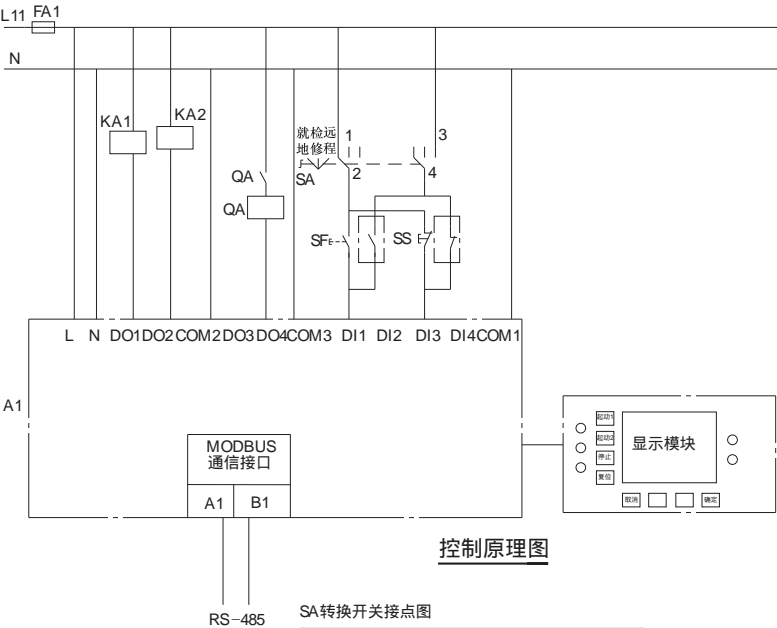 L11 FA1
N
KA1
KA2
就检远
地修程
1
3
QA
SA
2
4
QA
SF
SS
L N DO1 DO2 COM2 DO3 DO4 COM3 DI1 DI2 DI3 DI4 COM1
A1
起动1
起动2
停止
复位
显示模块
取消
确定
MODBUS
通信接口
A1 B1
控制原理图
RS-485
SA转换开关接点图